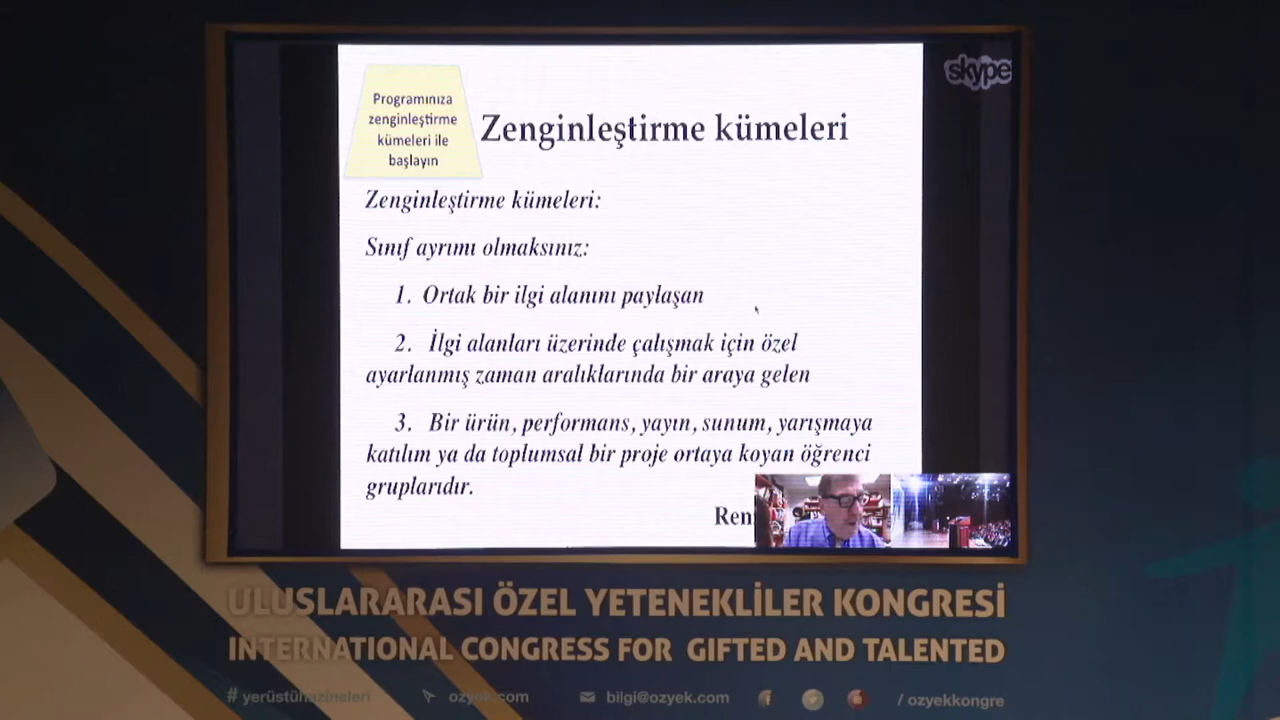 skype
Programınıza
zenginleştirme
kümeleri ile
başlayın
Zenginleştirme kümeleri
Zenginleştirme kümeleri:
Sınıf ayrımı olmaksınız:
1. Ortak bir ilgi alanını paylaşan
2. İlgi alanları üzerinde çalışmak için özel
ayarlanmış zaman aralıklarında bir araya gelen
3. Bir ürün, performans, yayın, sunum, yarışmaya
katılım ya da toplumsal bir proje ortaya koyan öğrenci
gruplarıdır.
ULUSLARARASI ÖZEL YETENEKLİLER KONGRESİ
INTERNATIONAL CONGRESS FOR GIFTED AND TALENTED
#yerüstühazineleri ozyek.com bilgi@ozyek.com /ozyekkongre